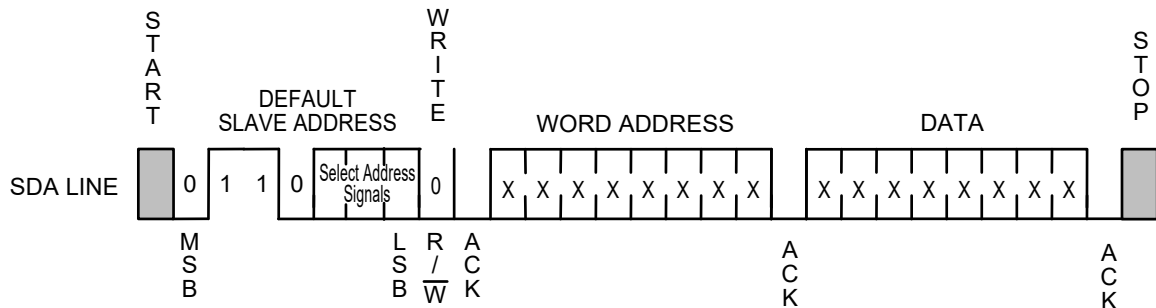 START
WRITE
STOP
DEFAULT
SLAVE ADDRESS
WORD ADDRESS
DATA
SDA LINE
0 1 1 0 Select Address 0 X X X X X X X X X X X X X X X X
Signals
MSB
LSB
R/W
ACK
ACK
ACK